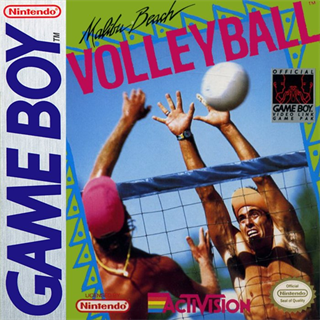 Nintendo
GAME BOY
TM
Malibu Beach
VOLLEYBALL
OFFICIAL
GAME BOY
VIDEO LINK
GAME PAK
Nintendo
ACTIVISION
Official
Nintendo
Seal of Quality